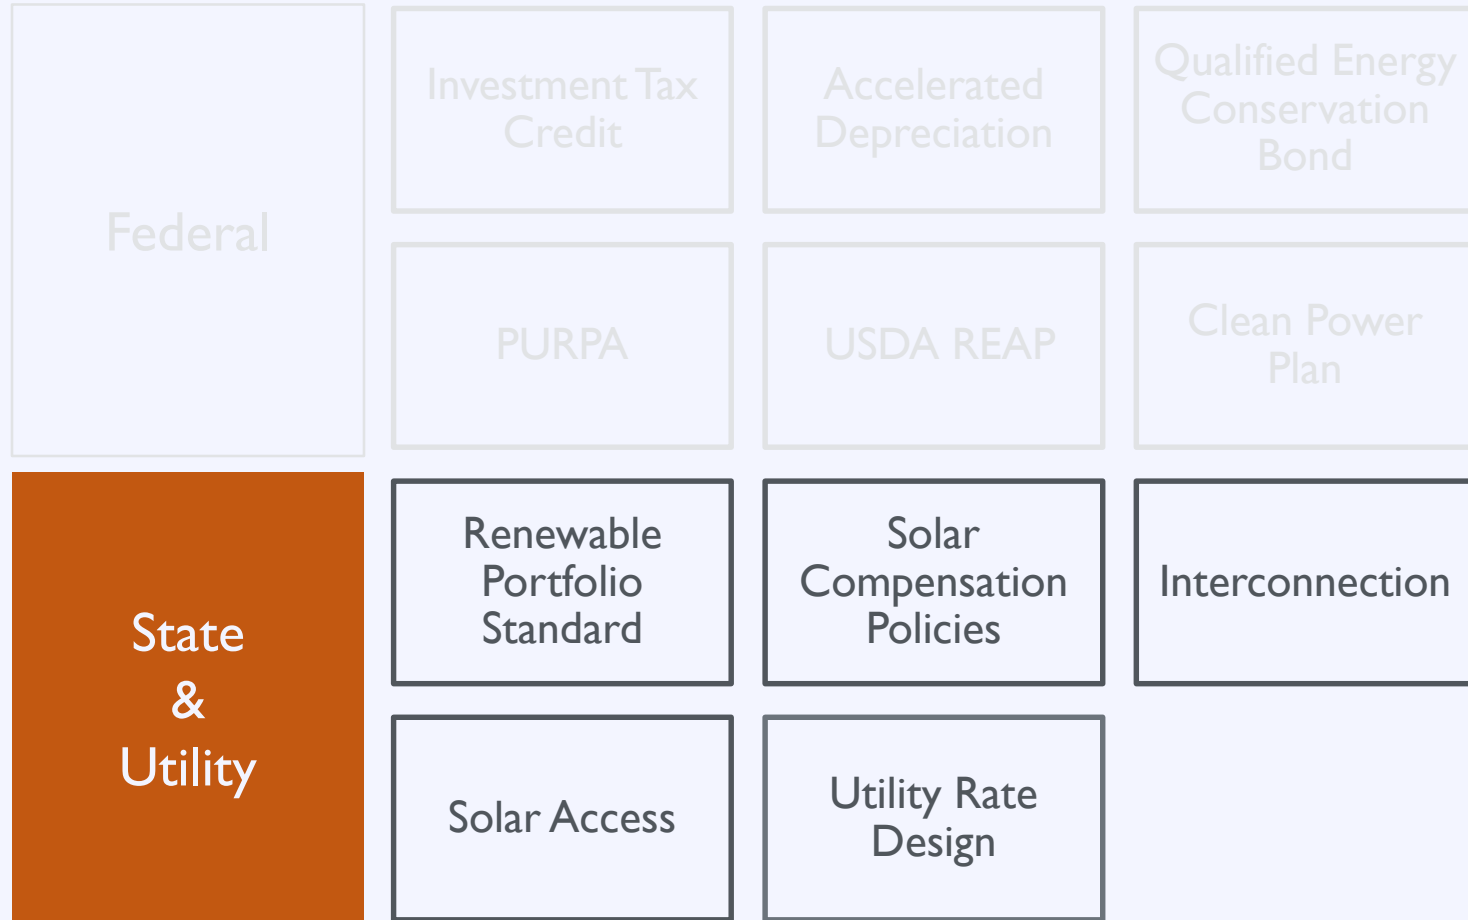 Federal
Investment Tax
Credit
Accelerated
Depreciation
Qualified Energy
Conservation
Bond
PURPA
USDA REAP
Clean Power
Plan
State
&
Utility
Renewable
Portfolio
Standard
Solar
Compensation
Policies
Interconnection
Solar Access
Utility Rate
Design